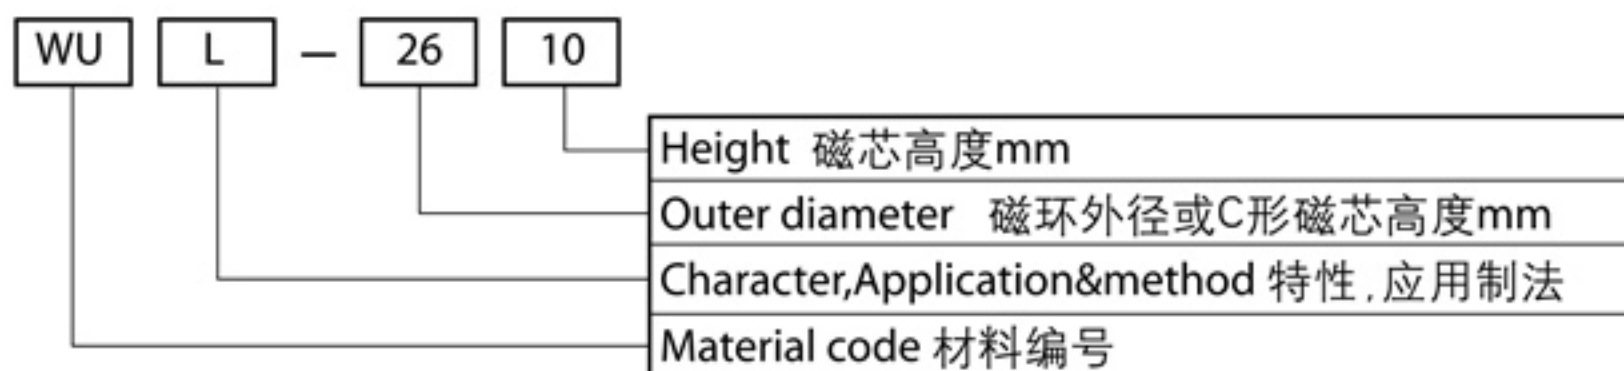 WU L — 26 10
Height 磁芯高度mm
Outer diameter 磁环外径或C形磁芯高度mm
Character,Application&method 特性,应用制法
Material code 材料编号